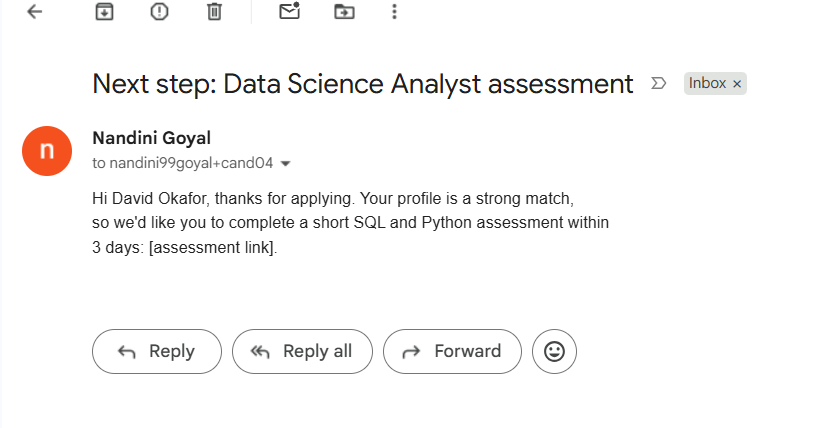 Next step: Data Science Analyst assessment Inbox ×
n
Nandini Goyal
to nandini99goyal+cand04
Hi David Okafor, thanks for applying. Your profile is a strong match,
so we'd like you to complete a short SQL and Python assessment within
3 days: [assessment link].
Reply Reply all Forward